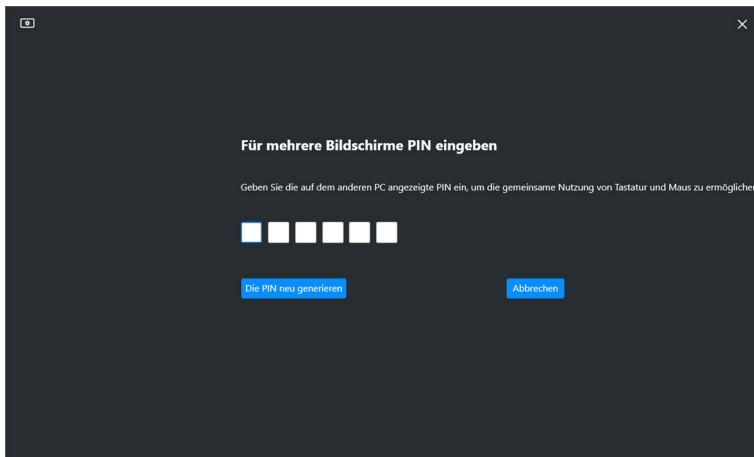 Für mehrere Bildschirme PIN eingeben
Geben Sie die auf dem anderen PC angezeigte PIN ein, um die gemeinsame Nutzung von Tastatur und Maus zu ermöglichen
Die PIN neu generieren
Abbrechen